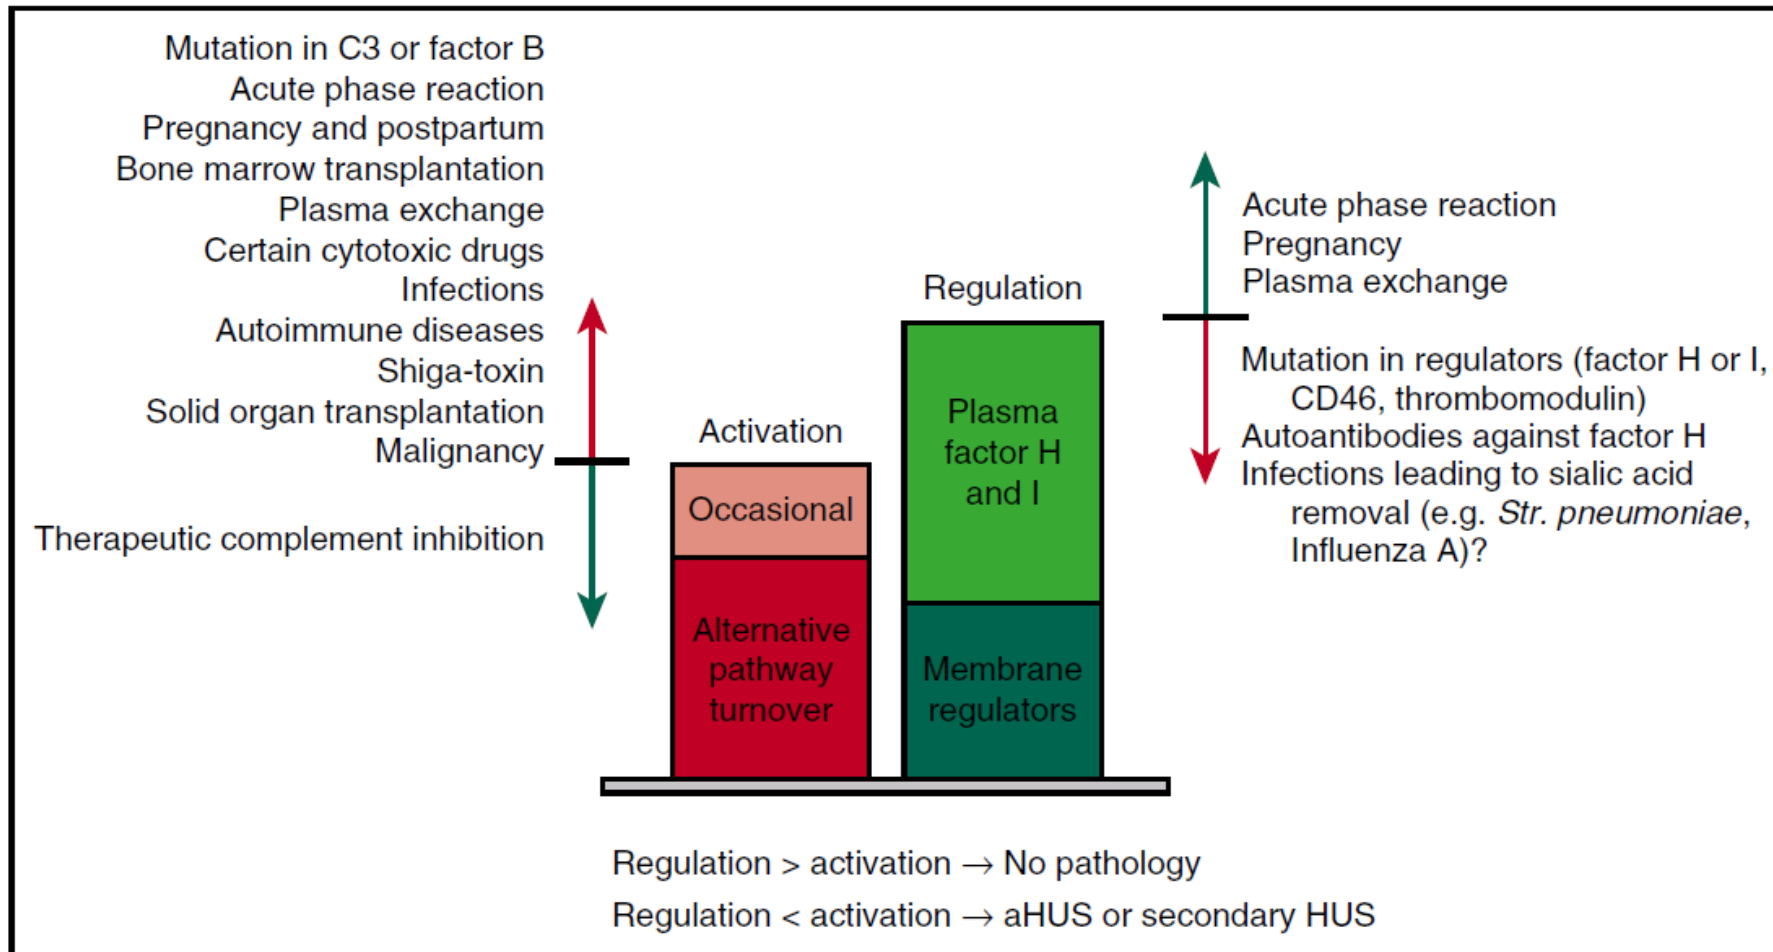 Mutation in C3 or factor B
Acute phase reaction
Pregnancy and postpartum
Bone marrow transplantation
Plasma exchange
Certain cytotoxic drugs
Infections
Autoimmune diseases
Shiga-toxin
Solid organ transplantation
Malignancy
Therapeutic complement inhibition
Activation
Occasional
Alternative
pathway
turnover
Regulation
Plasma
factor H
and I
Membrane
regulators
Acute phase reaction
Pregnancy
Plasma exchange
Mutation in regulators (factor H or I,
CD46, thrombomodulin)
Autoantibodies against factor H
Infections leading to sialic acid
removal (e.g. Str. pneumoniae,
Influenza A)?
Regulation > activation → No pathology
Regulation < activation → aHUS or secondary HUS